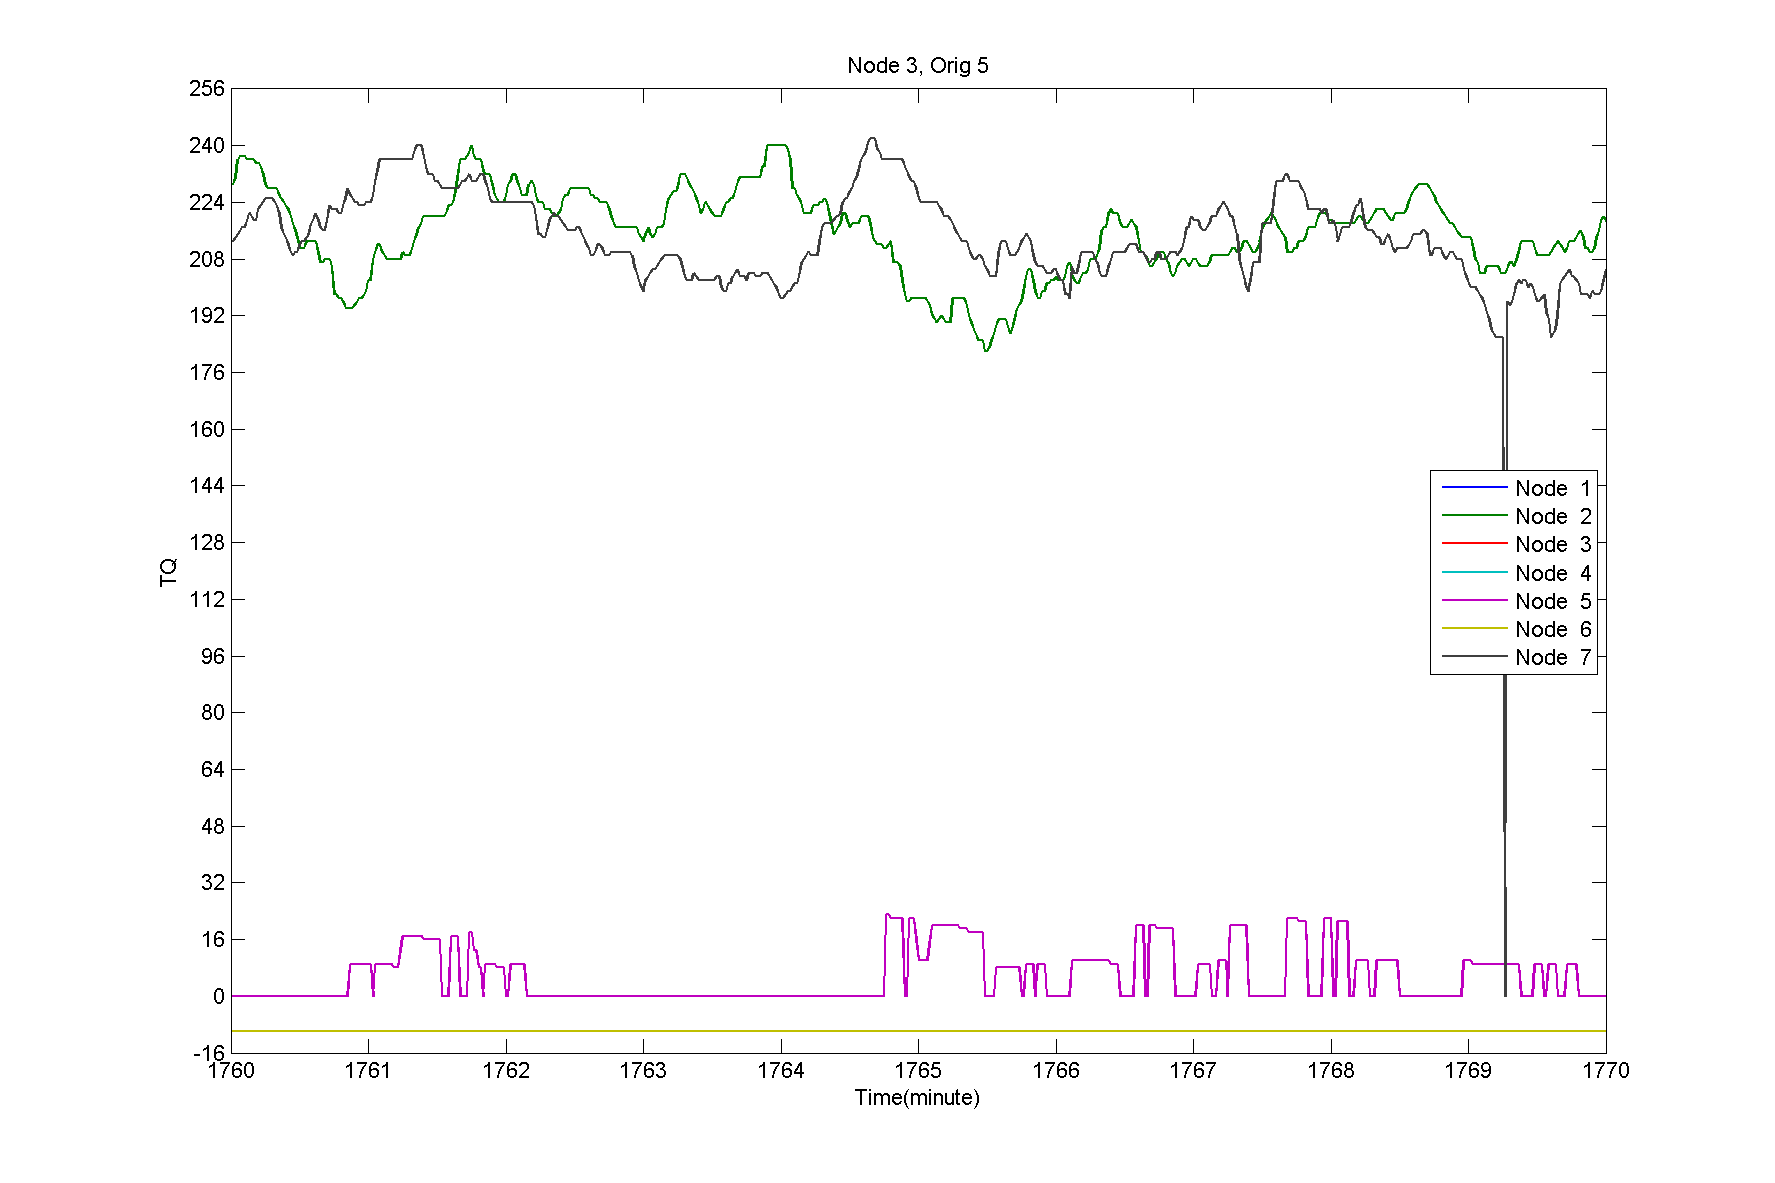 Node 3, Orig 5
256
240
224
208
192
176
160
144
128
112
96
80
64
48
32
16
0
-16
TQ
Node 1
Node 2
Node 3
Node 4
Node 5
Node 6
Node 7
1760 1761 1762 1763 1764 1765 1766 1767 1768 1769 1770
Time(minute)